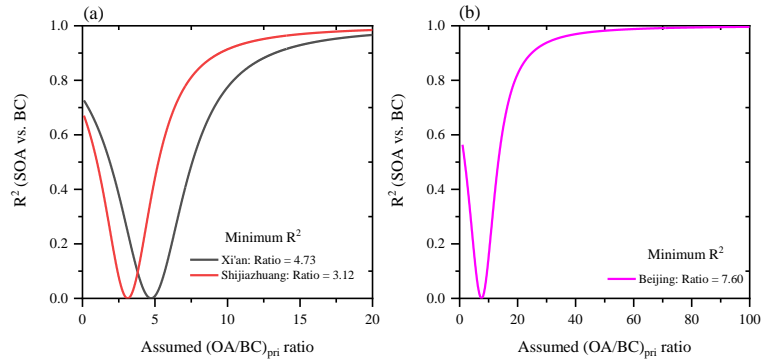 (a)
1.0
0.8
0.6
0.4
0.2
0.0
R² (SOA vs. BC)
Minimum R²
Xi'an: Ratio = 4.73
Shijiazhuang: Ratio = 3.12
0 5 10 15 20
Assumed (OA/BC)pri ratio
(b)
1.0
0.8
0.6
0.4
0.2
0.0
R² (SOA vs. BC)
Minimum R²
Beijing: Ratio = 7.60
0 20 40 60 80 100
Assumed (OA/BC)pri ratio